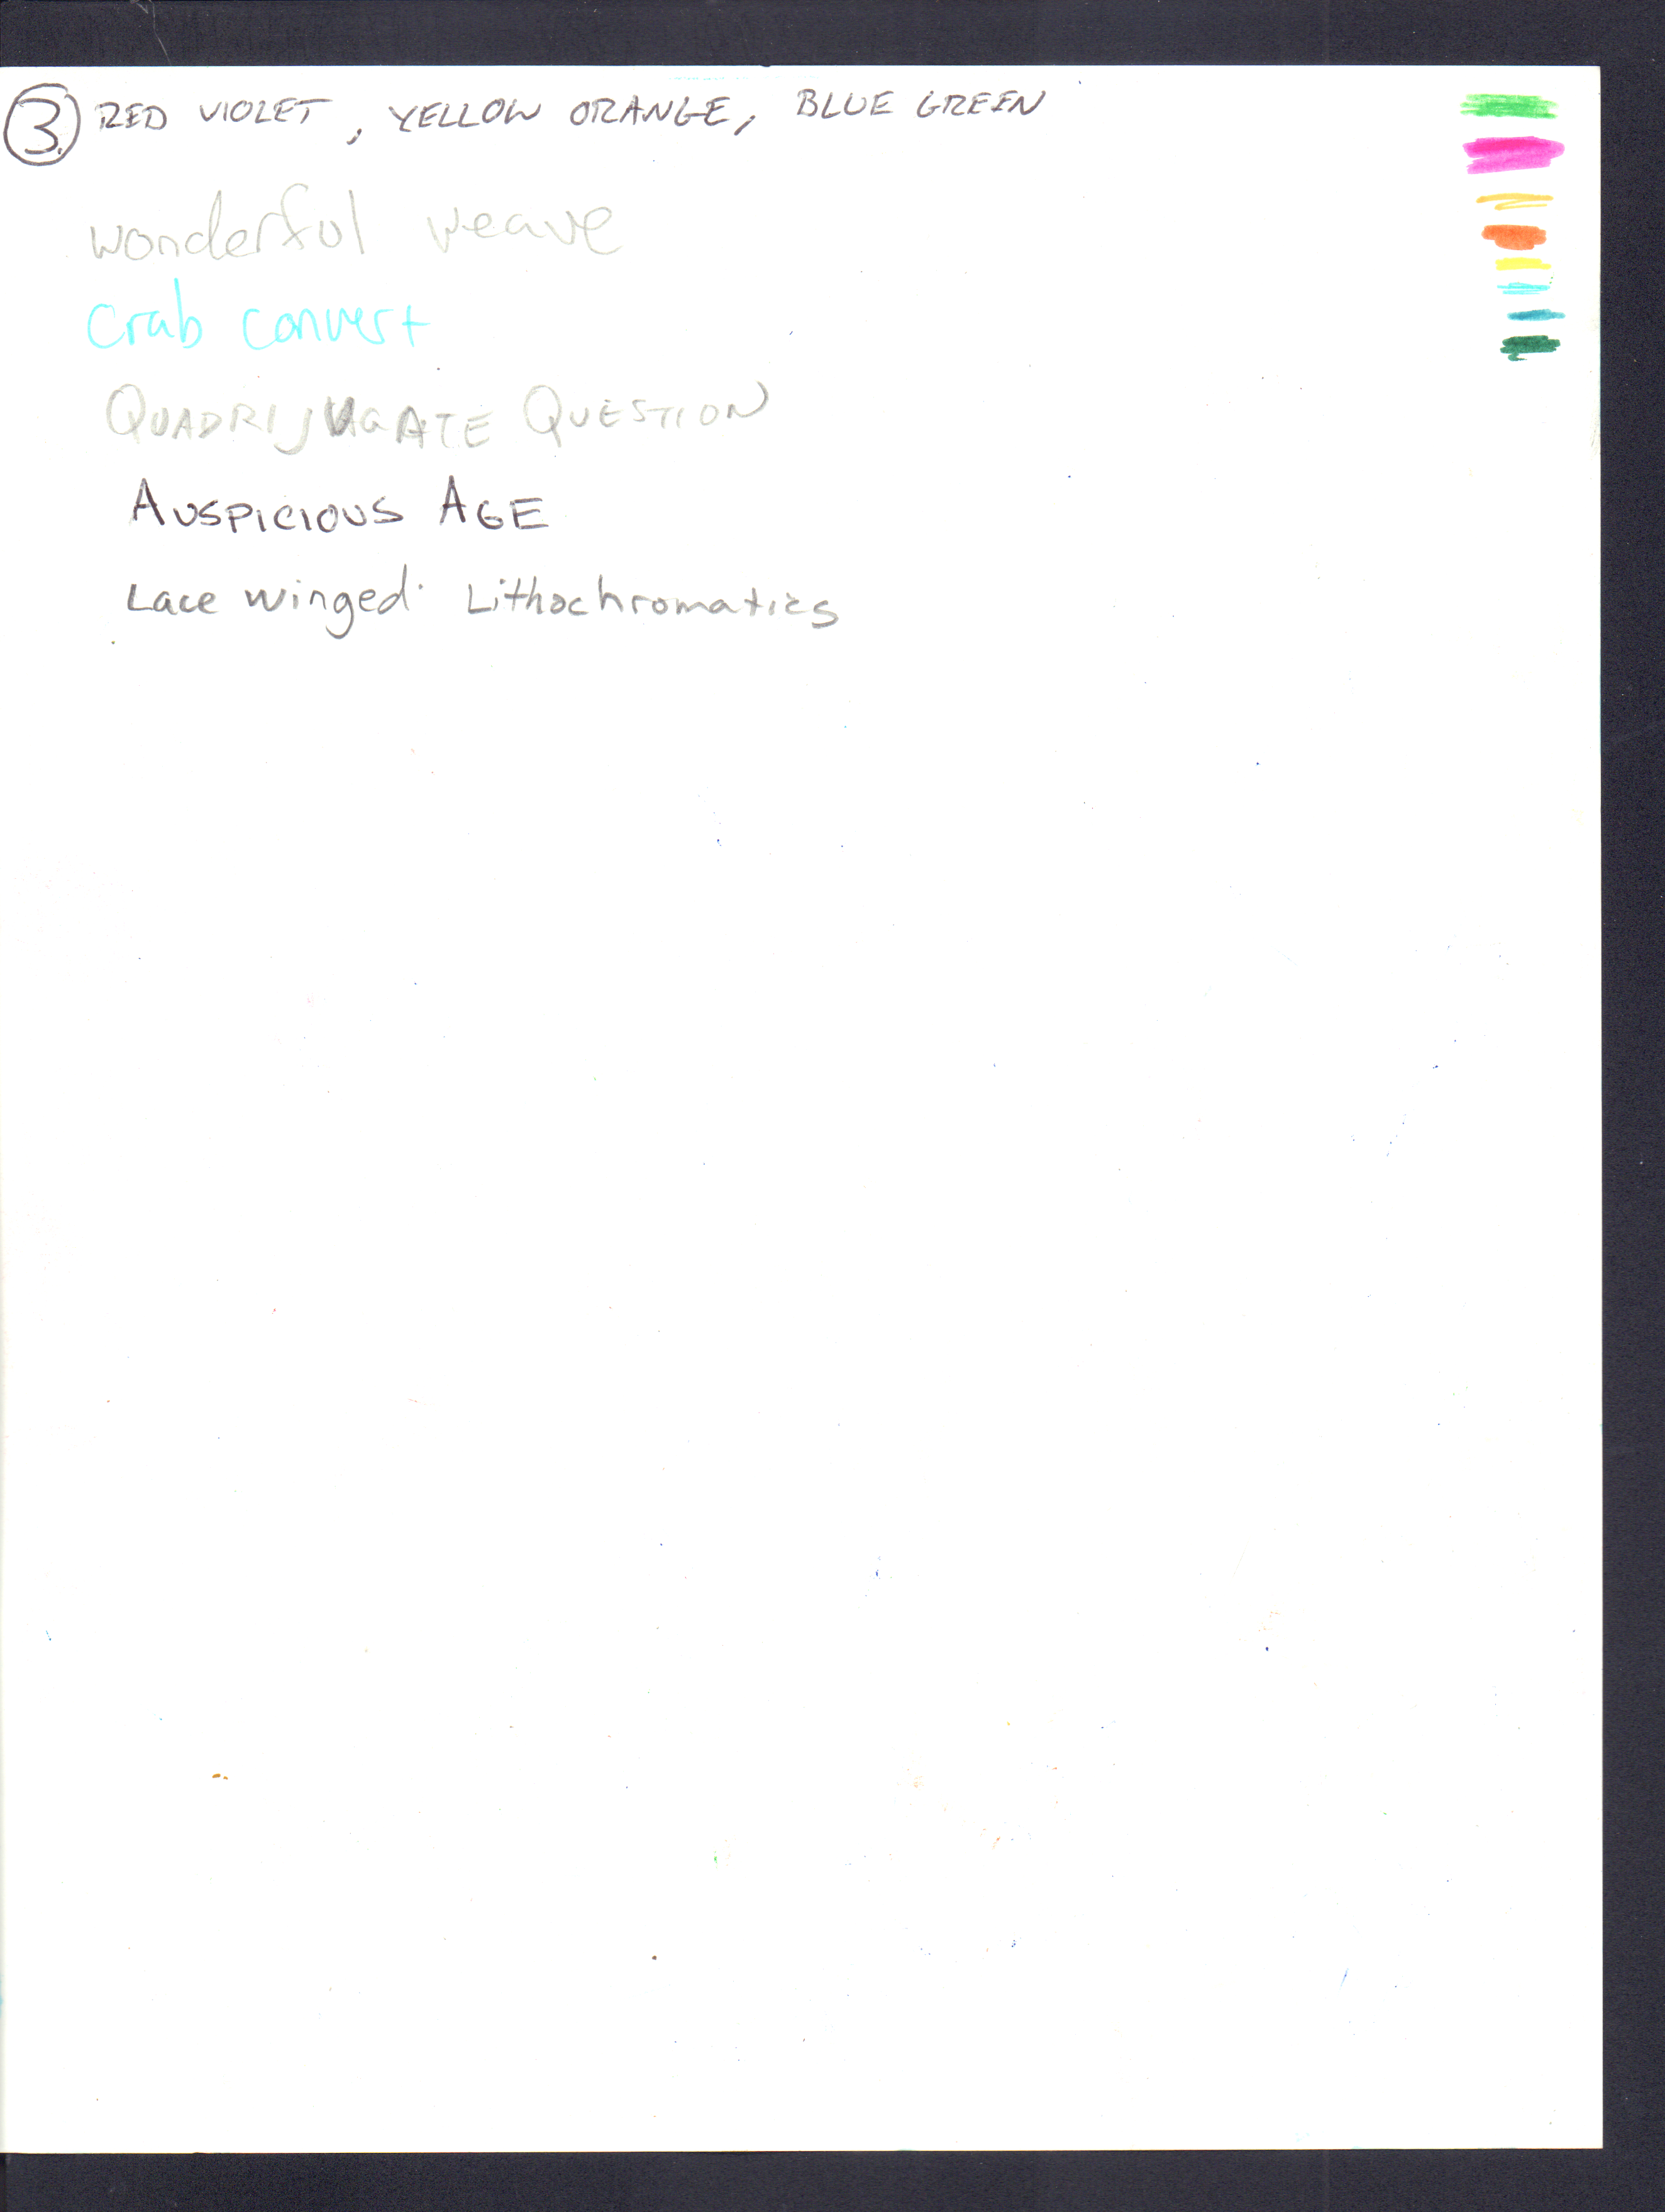 3. RED VIOLET, YELLOW ORANGE, BLUE GREEN
wonderful weave
crab convert
QUADRIJUGATE QUESTION
AUSPICIOUS AGE
Lace winged Lithochromatics